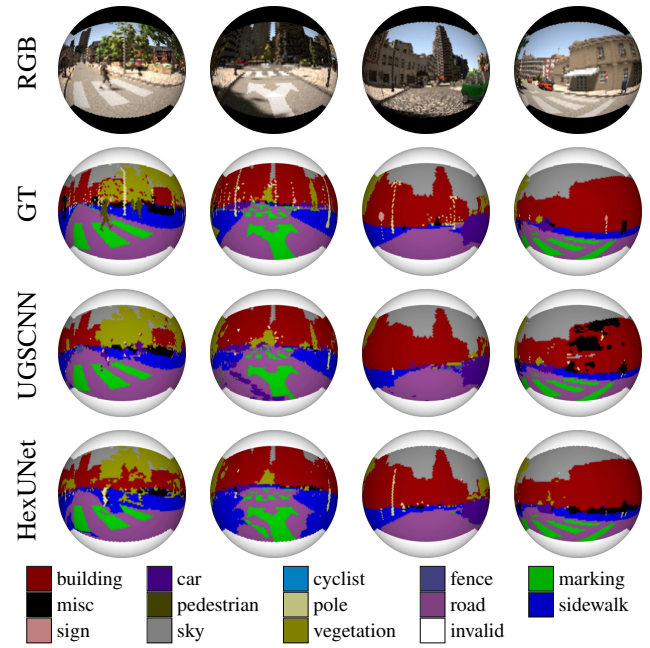 RGB
GT
UGSCNN
HexUNet
building car cyclist fence marking
misc pedestrian pole road sidewalk
sign sky vegetation invalid